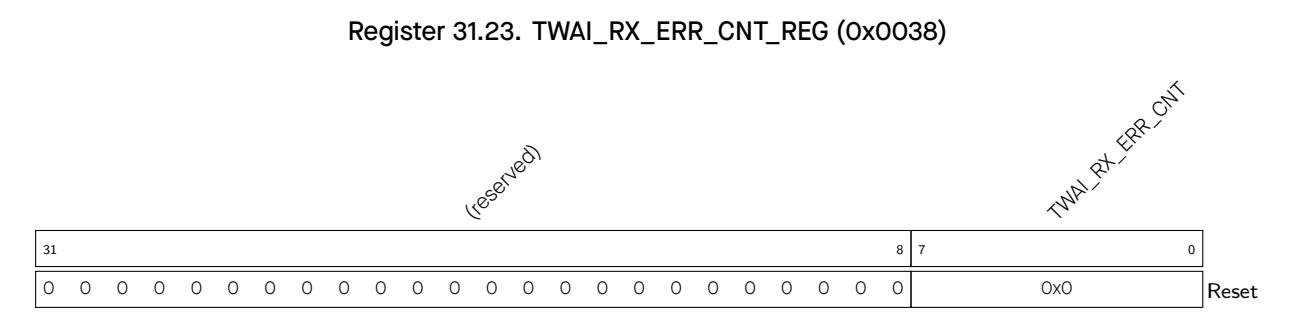 Register 31.23. TWAI_RX_ERR_CNT_REG (0x0038)
(reserved)
TWAI_RX_ERR_CNT
31 8 7 0
0 0 0 0 0 0 0 0 0 0 0 0 0 0 0 0 0 0 0 0 0 0 0 0 0x0 Reset